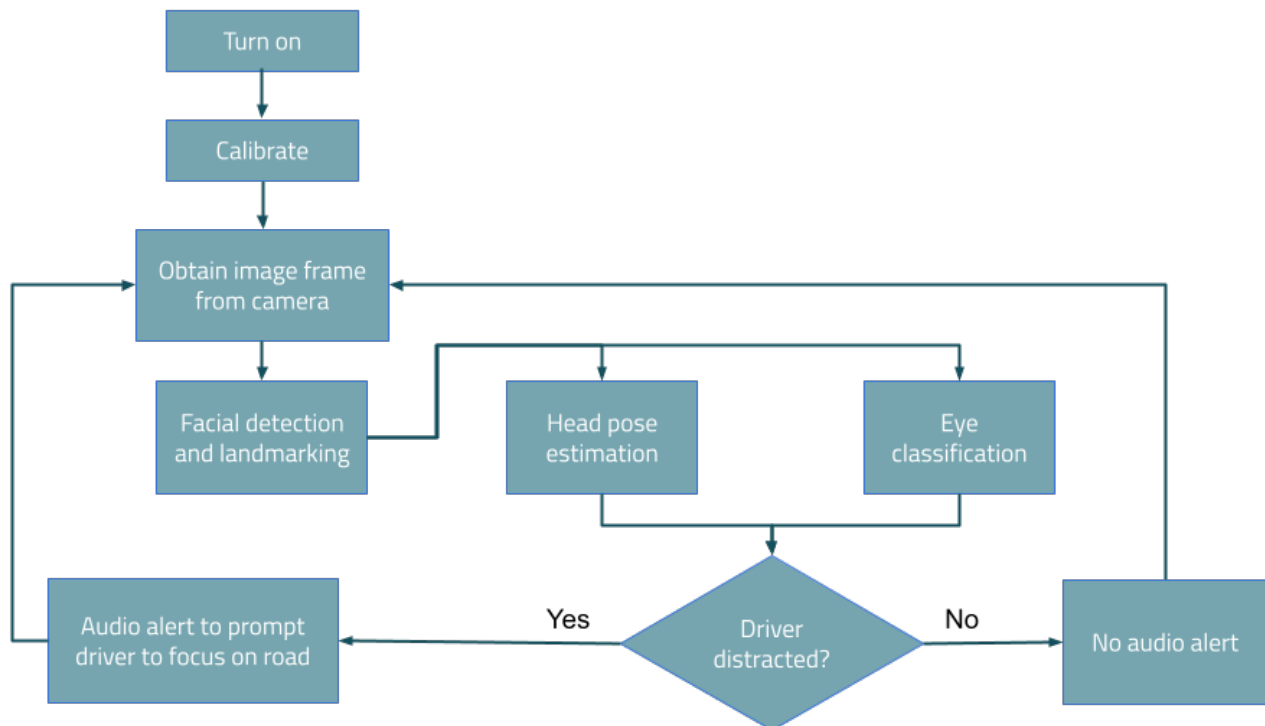 Turn on
Calibrate
Obtain image frame
from camera
Facial detection
and landmarking
Head pose
estimation
Eye
classification
Yes
No
Audio alert to prompt
driver to focus on road
Driver
distracted?
No audio alert